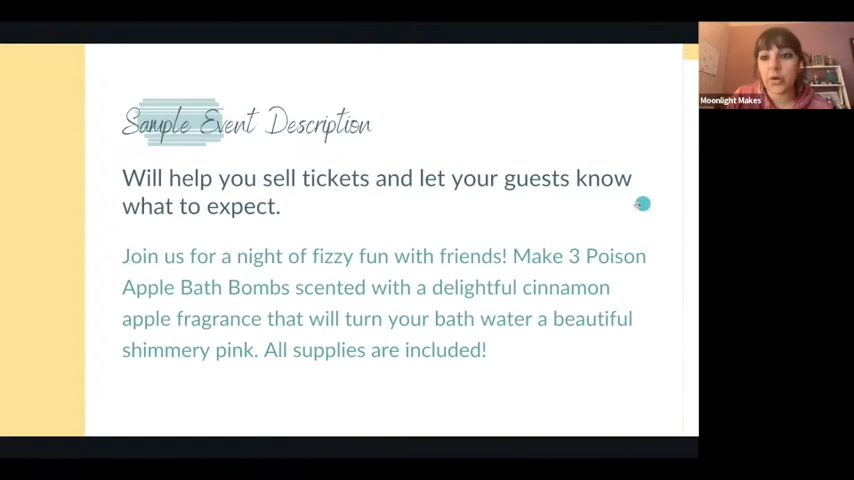 Sample Event Description
Will help you sell tickets and let your guests know
what to expect.
Join us for a night of fizzy fun with friends! Make 3 Poison
Apple Bath Bombs scented with a delightful cinnamon
apple fragrance that will turn your bath water a beautiful
shimmery pink. All supplies are included!
Moonlight Makes